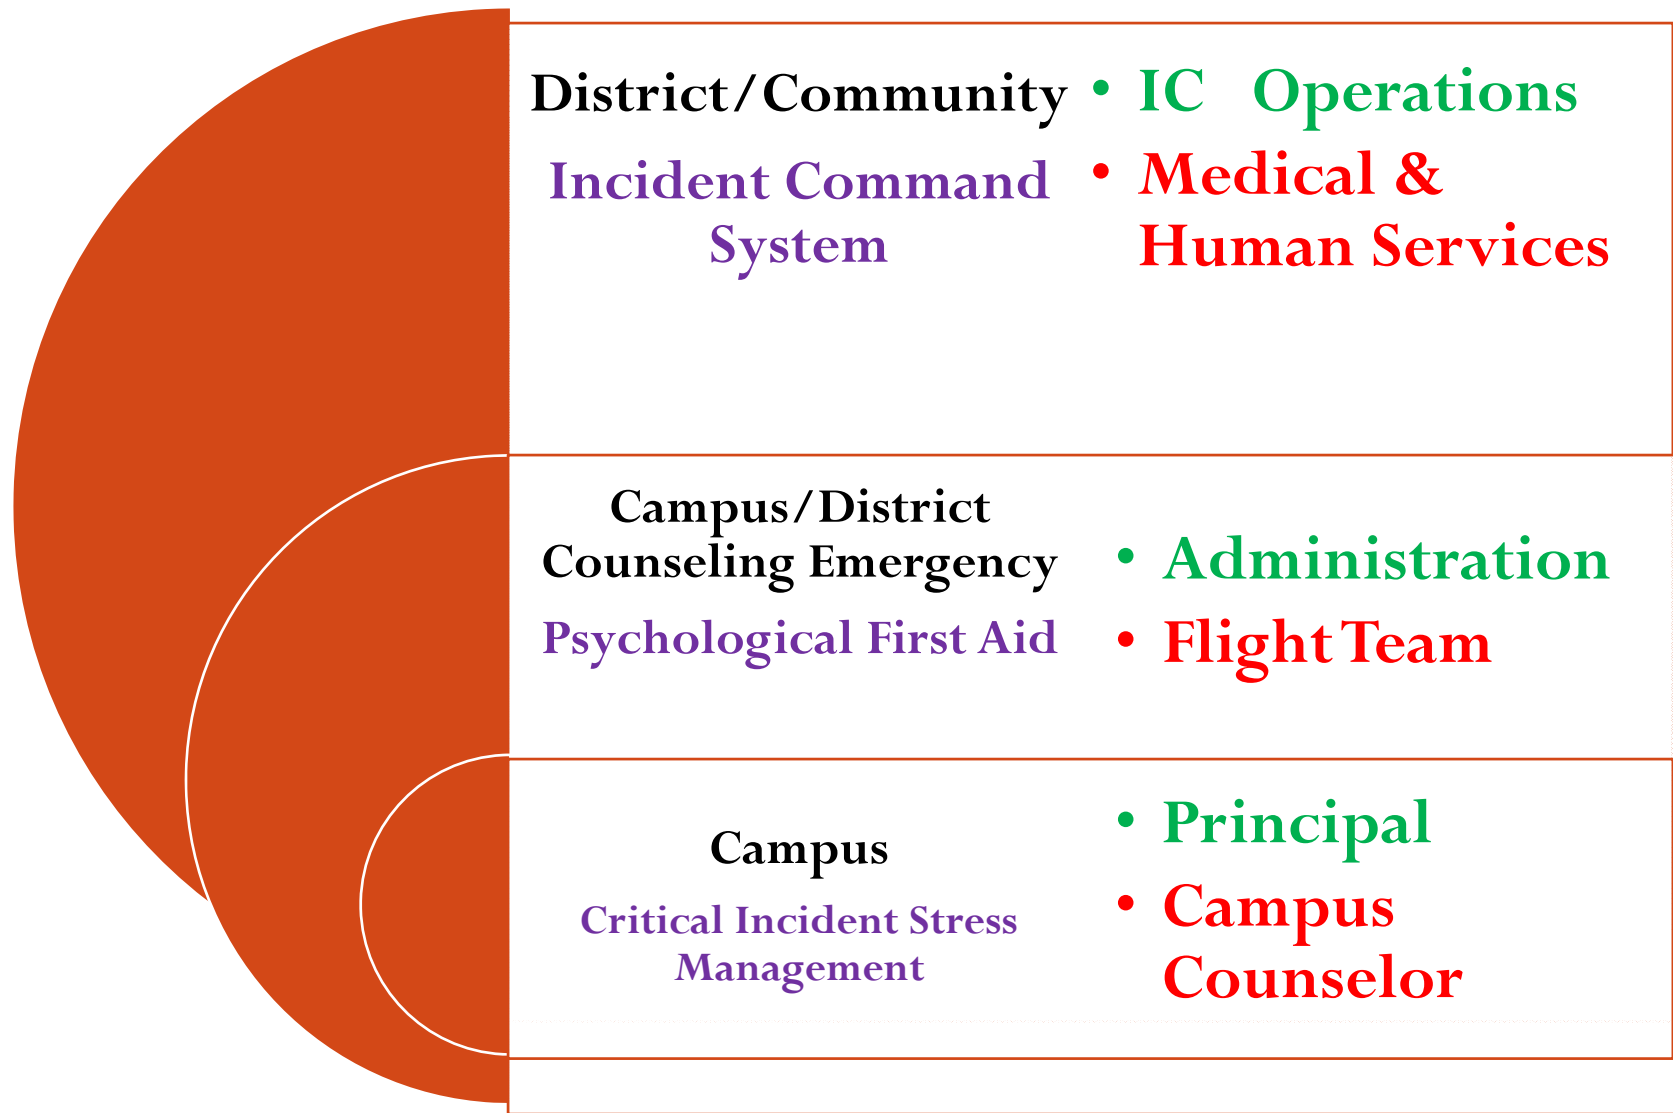 District/Community
Incident Command
System
• IC Operations
• Medical &
Human Services
Campus/District
Counseling Emergency
Psychological First Aid
• Administration
• Flight Team
Campus
Critical Incident Stress
Management
• Principal
• Campus
Counselor